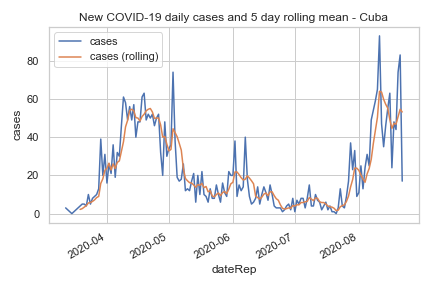 New COVID-19 daily cases and 5 day rolling mean - Cuba
cases
cases (rolling)
80
60
40
20
0
cases
2020-04
2020-05
2020-06
2020-07
2020-08
dateRep